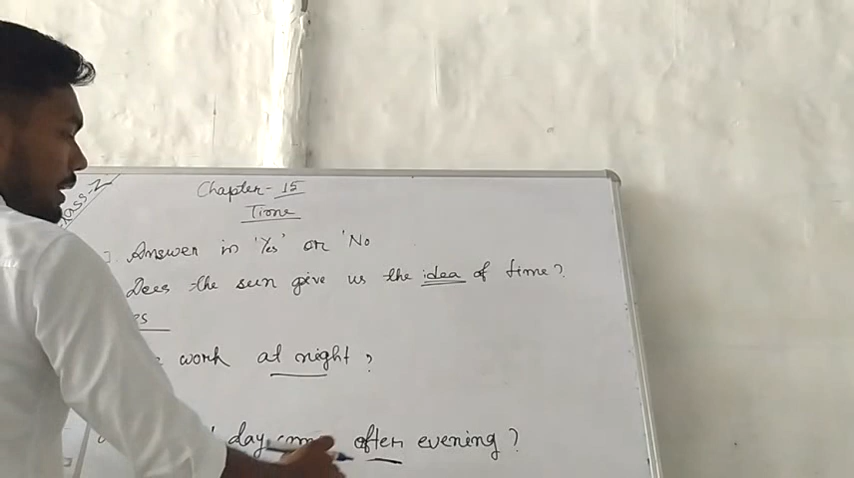 Chapter-15
Time
Answer in 'Yes' or 'No
Does the sun give us the idea of time?
work at night?
day after evening?